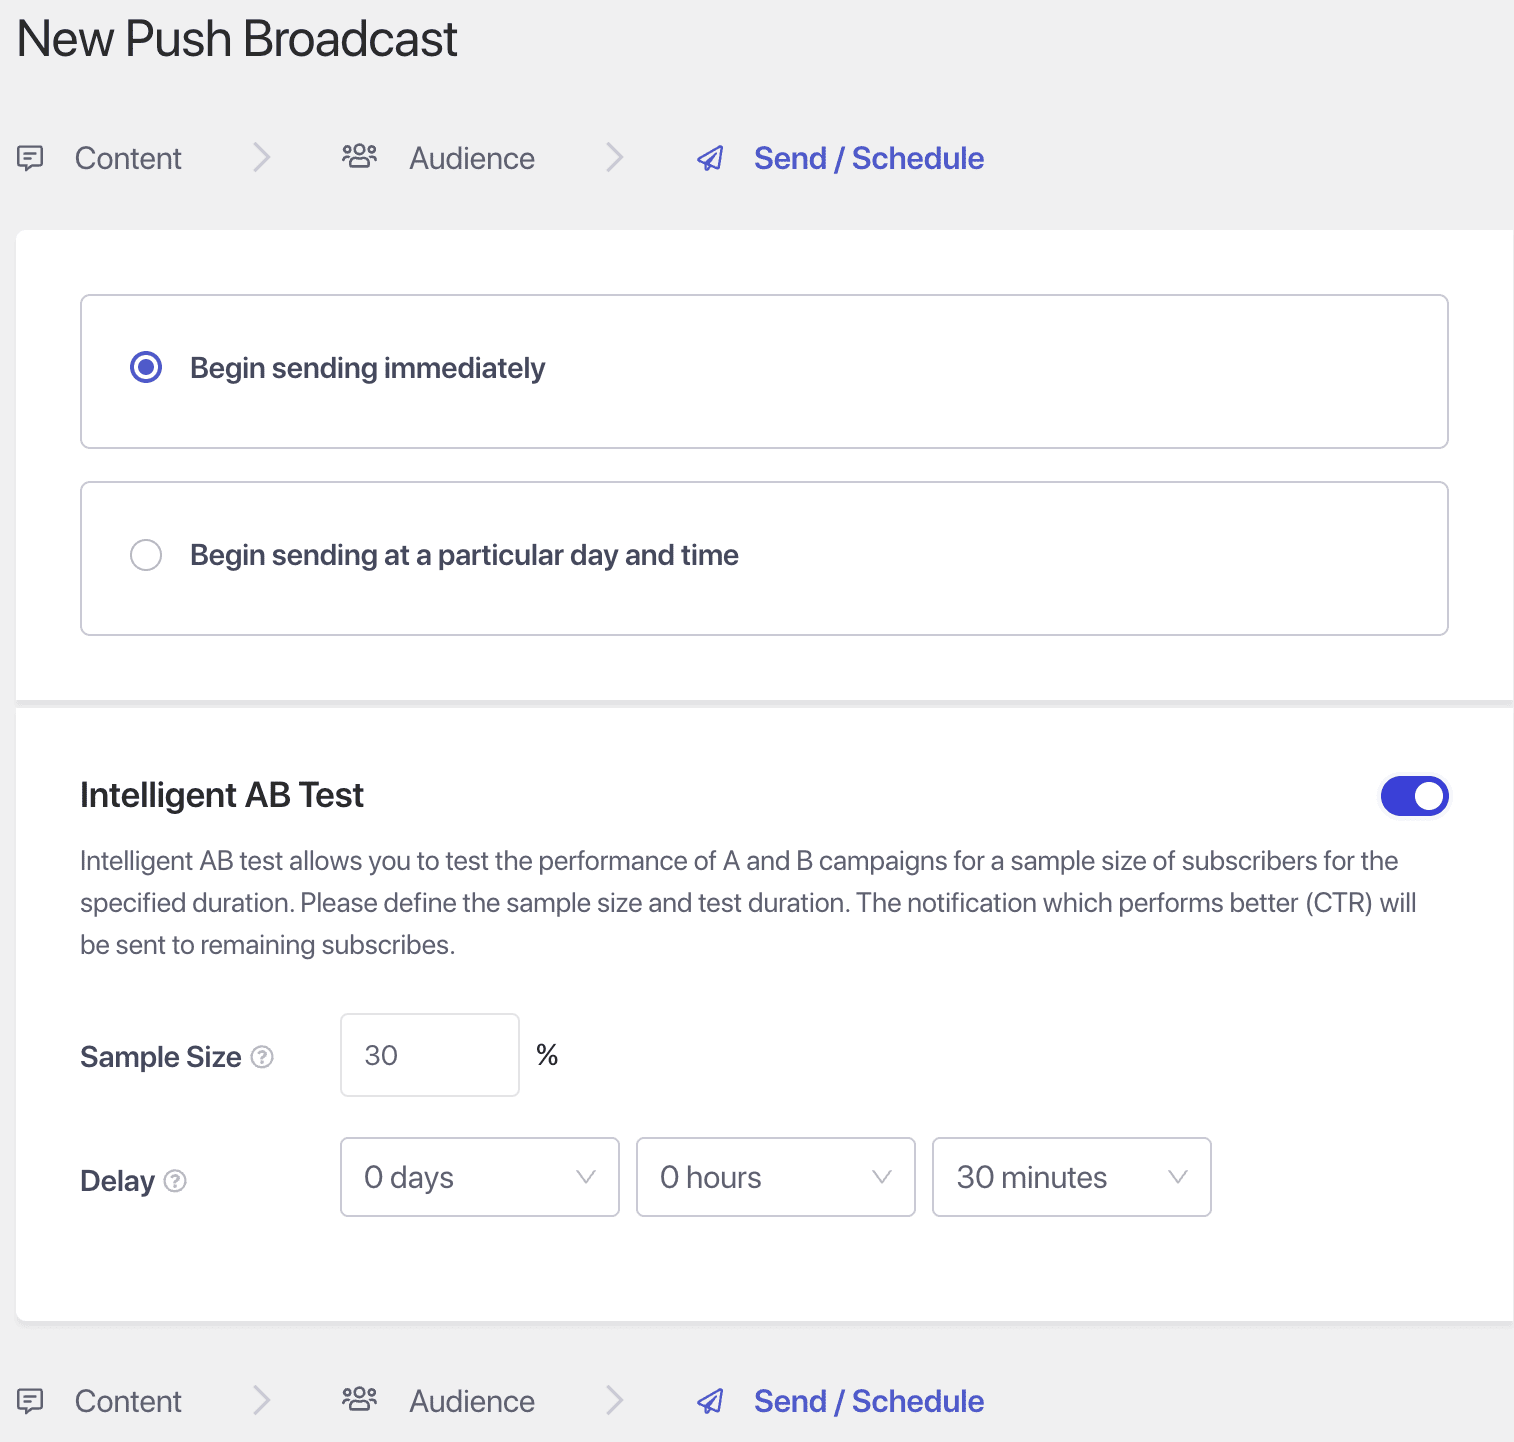 New Push Broadcast
Content Audience Send / Schedule
Begin sending immediately
Begin sending at a particular day and time
Intelligent AB Test
Intelligent AB test allows you to test the performance of A and B campaigns for a sample size of subscribers for the
specified duration. Please define the sample size and test duration. The notification which performs better (CTR) will
be sent to remaining subscribes.
Sample Size ? 30 %
Delay ? 0 days 0 hours 30 minutes
Content Audience Send / Schedule